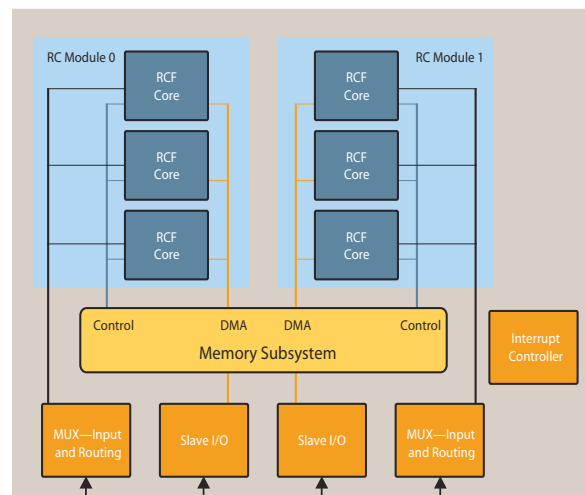 RC Module 0
RC Module 1
RCF
Core
RCF
Core
RCF
Core
RCF
Core
RCF
Core
RCF
Core
Control
DMA
DMA
Control
Memory Subsystem
Interrupt
Controller
MUX—Input
and Routing
Slave I/O
Slave I/O
MUX—Input
and Routing